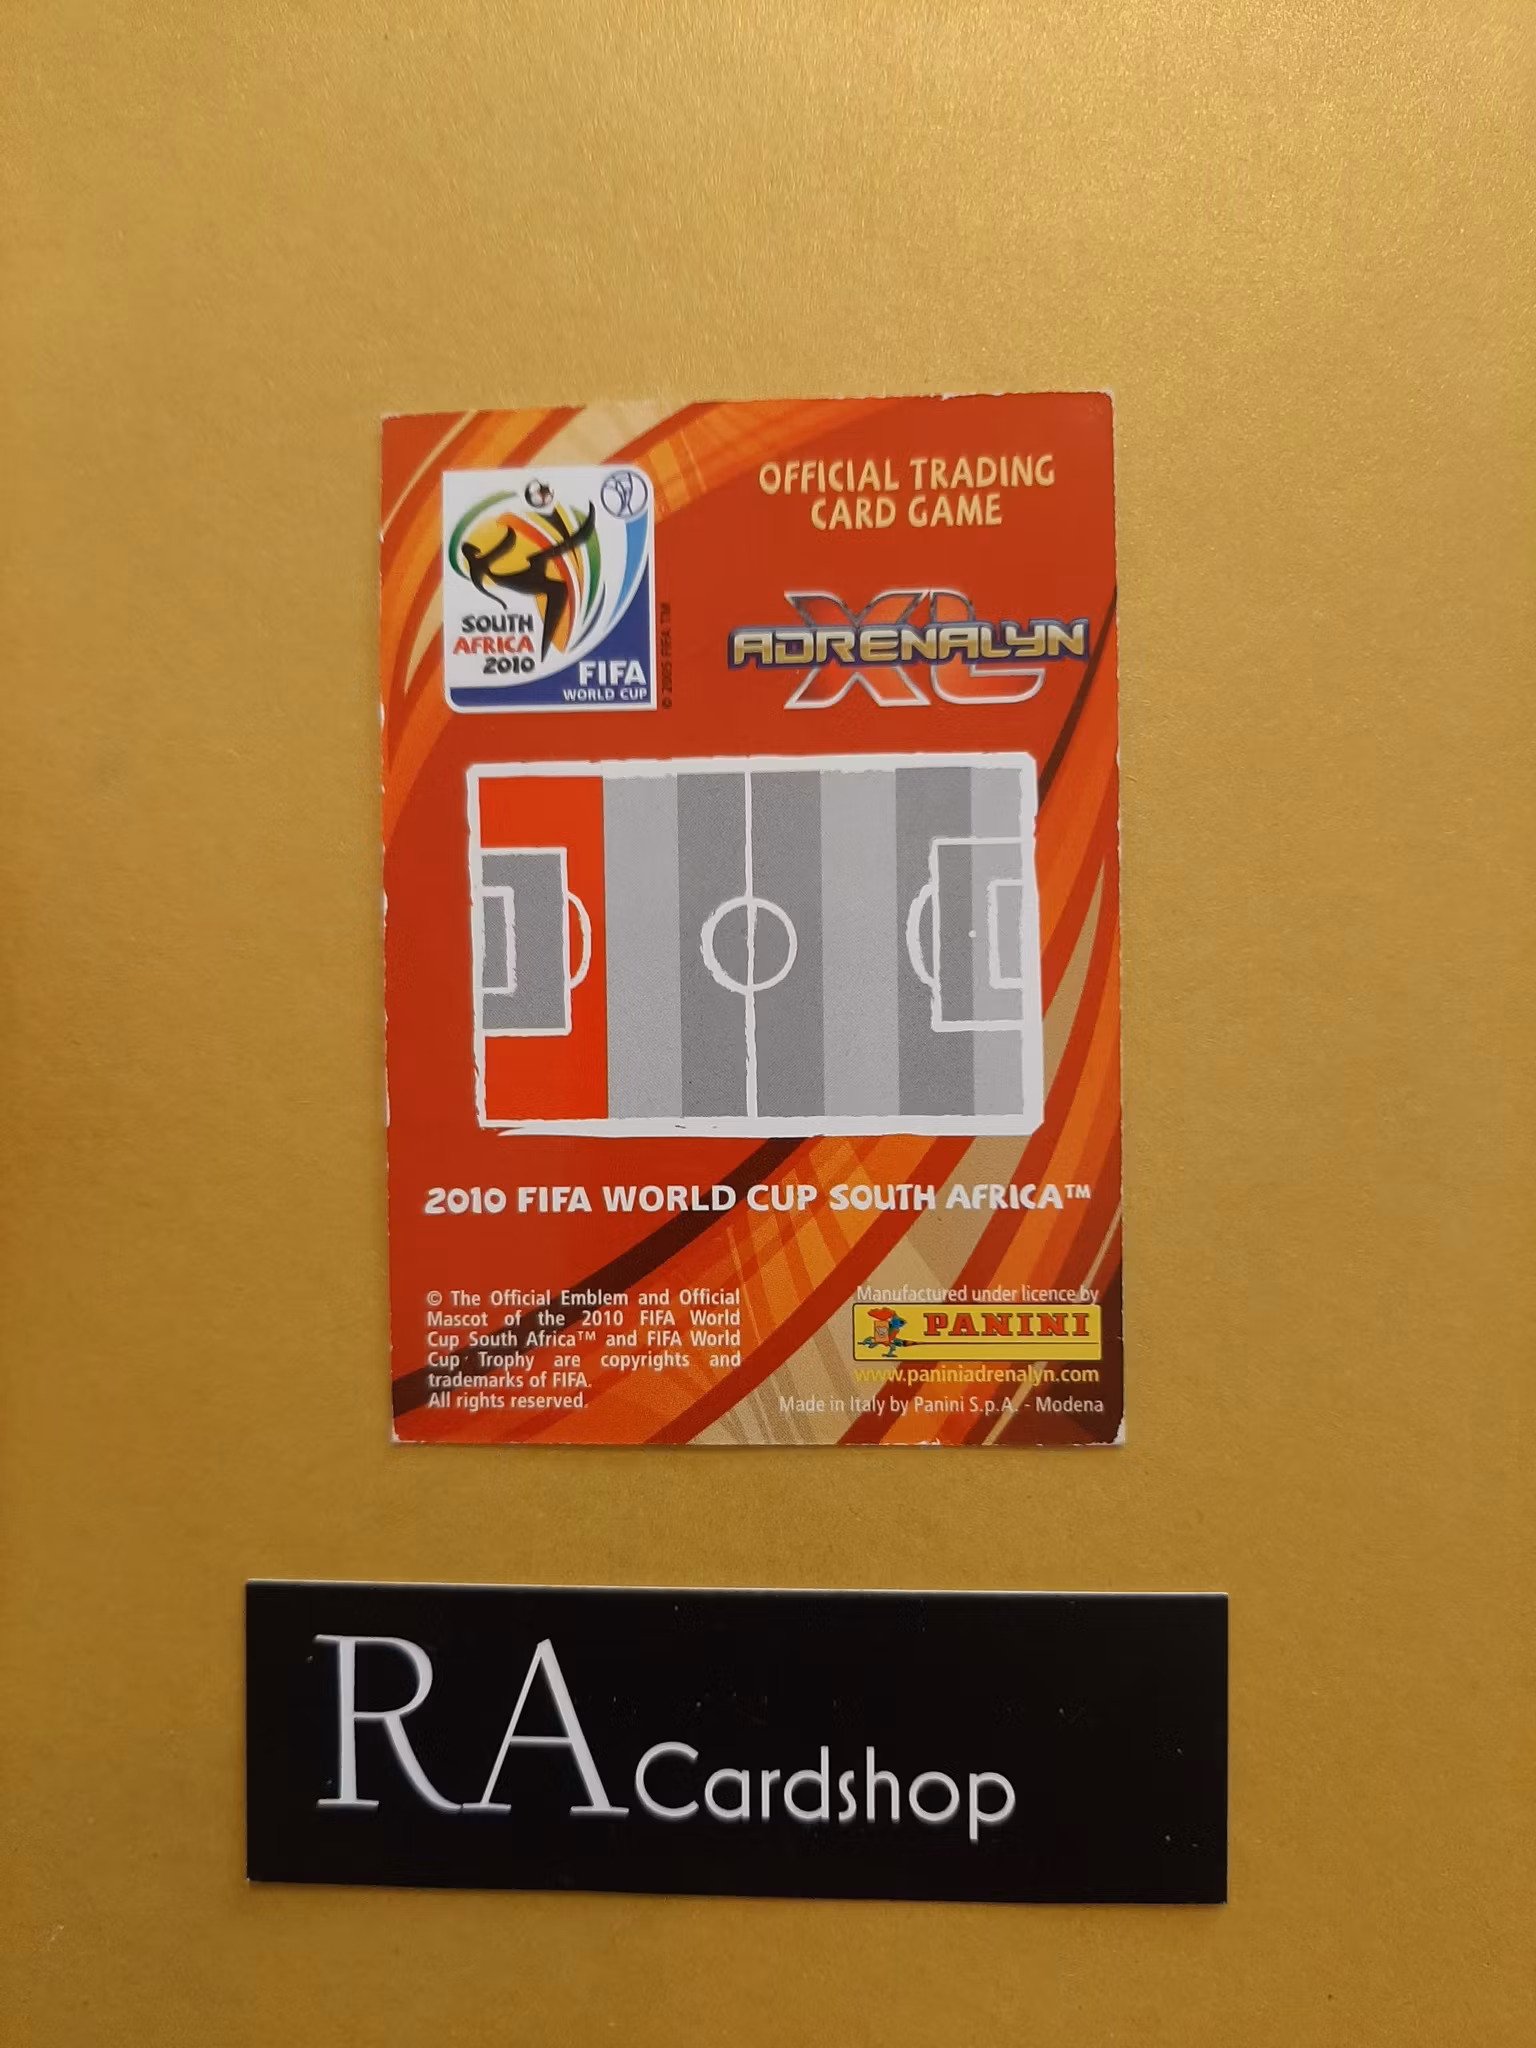 OFFICIAL TRADING
CARD GAME
SOUTH
AFRICA
2010
FIFA
WORLD CUP
© 2005 FIFA TM
ADRENALYN
XL
2010 FIFA WORLD CUP SOUTH AFRICA™
© The Official Emblem and Official
Mascot of the 2010 FIFA World
Cup South Africa™ and FIFA World
Cup Trophy are copyrights and
trademarks of FIFA.
All rights reserved.
Manufactured under licence by
PANINI
www.paniniadrenalyn.com
Made in Italy by Panini S.p.A. - Modena
RA Cardshop